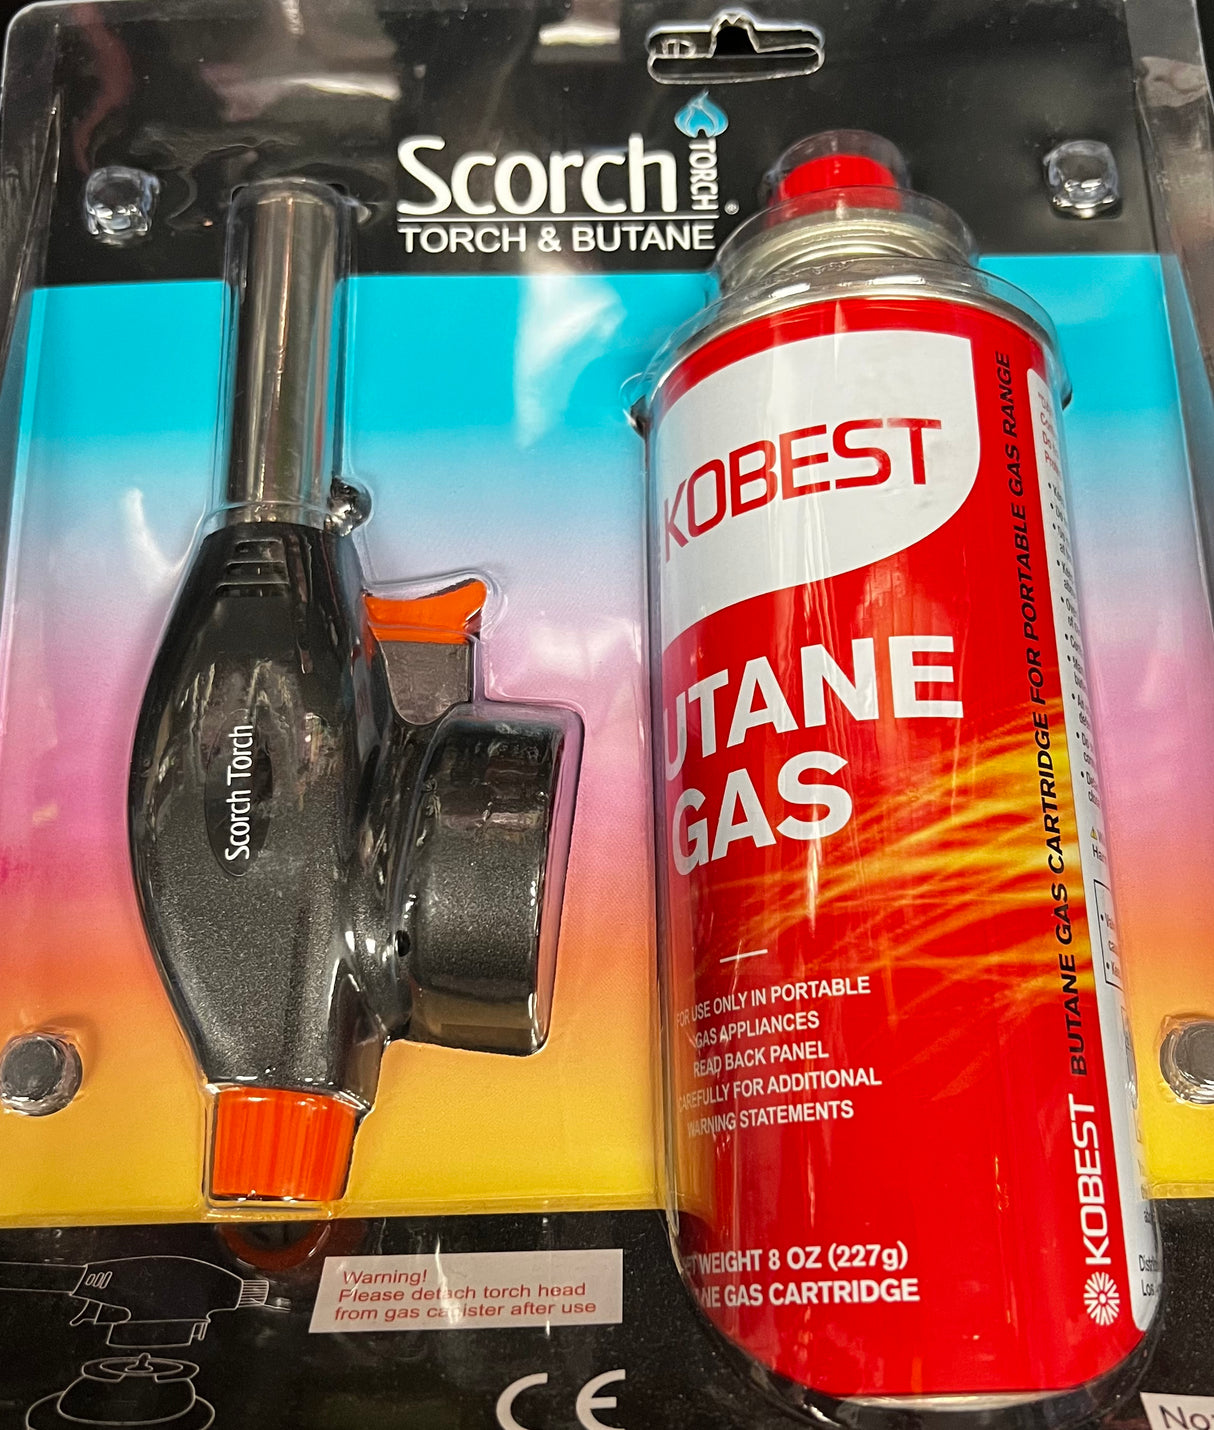 Scorch
TORCH
®
TORCH & BUTANE
Scorch Torch
KOBEST
UTANE
GAS
FOR USE ONLY IN PORTABLE
GAS APPLIANCES
READ BACK PANEL
CAREFULLY FOR ADDITIONAL
WARNING STATEMENTS
WEIGHT 8 OZ (227g)
NE GAS CARTRIDGE
KOBEST BUTANE GAS CARTRIDGE FOR PORTABLE GAS RANGE
Warning!
Please detach torch head
from gas canister after use
CE